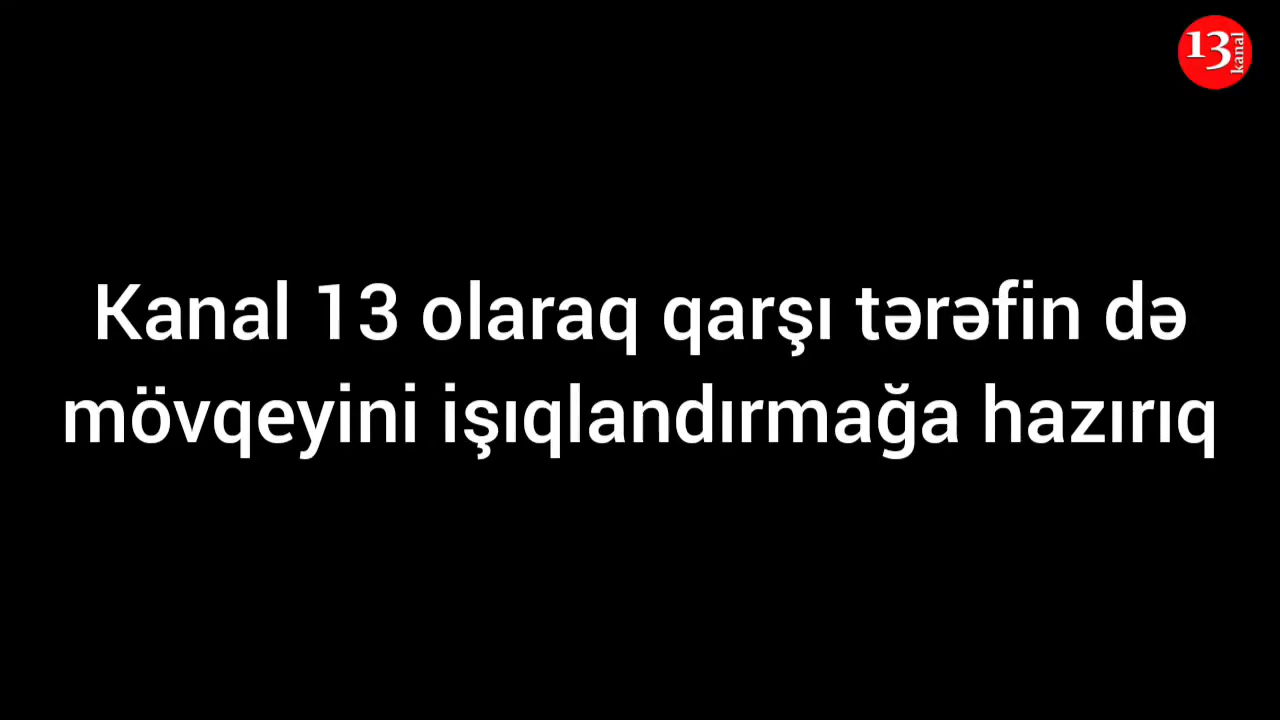 13 kanal
Kanal 13 olaraq qarşı tərəfin də
mövqeyini işıqlandırmağa hazırıq